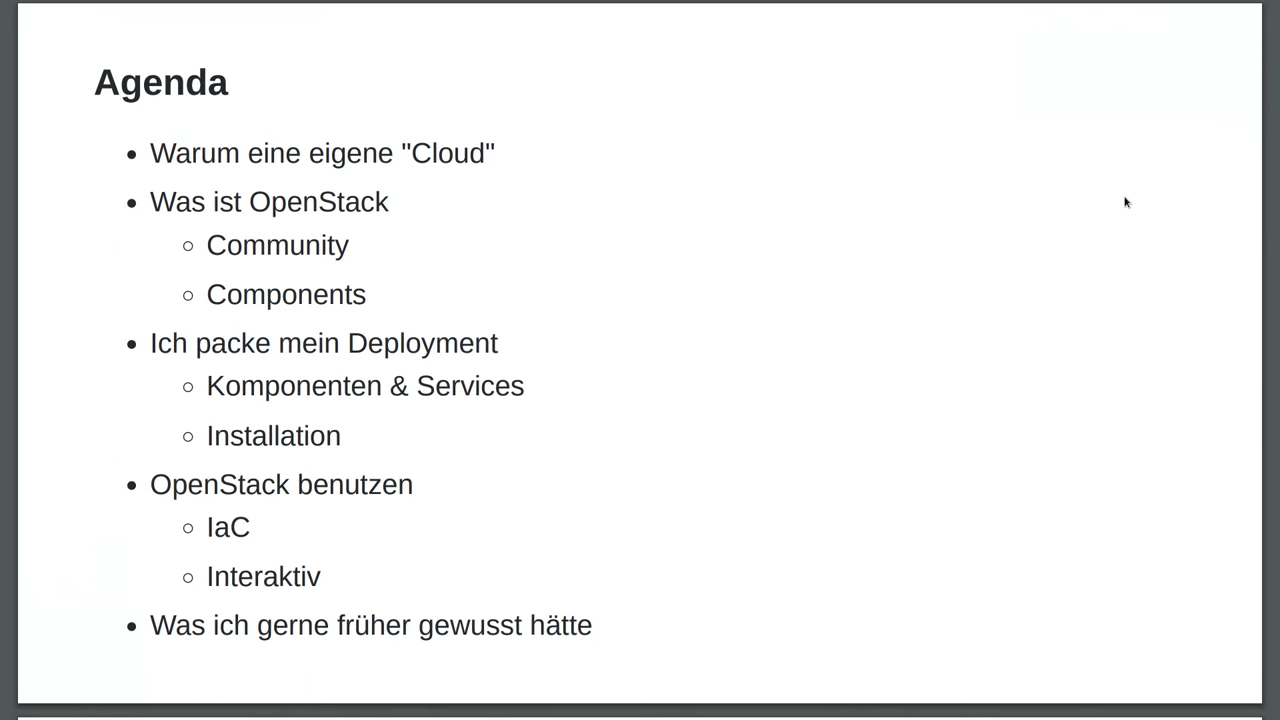 Agenda
Warum eine eigene "Cloud"
Was ist OpenStack
Community
Components
Ich packe mein Deployment
Komponenten & Services
Installation
OpenStack benutzen
IaC
Interaktiv
Was ich gerne früher gewusst hätte